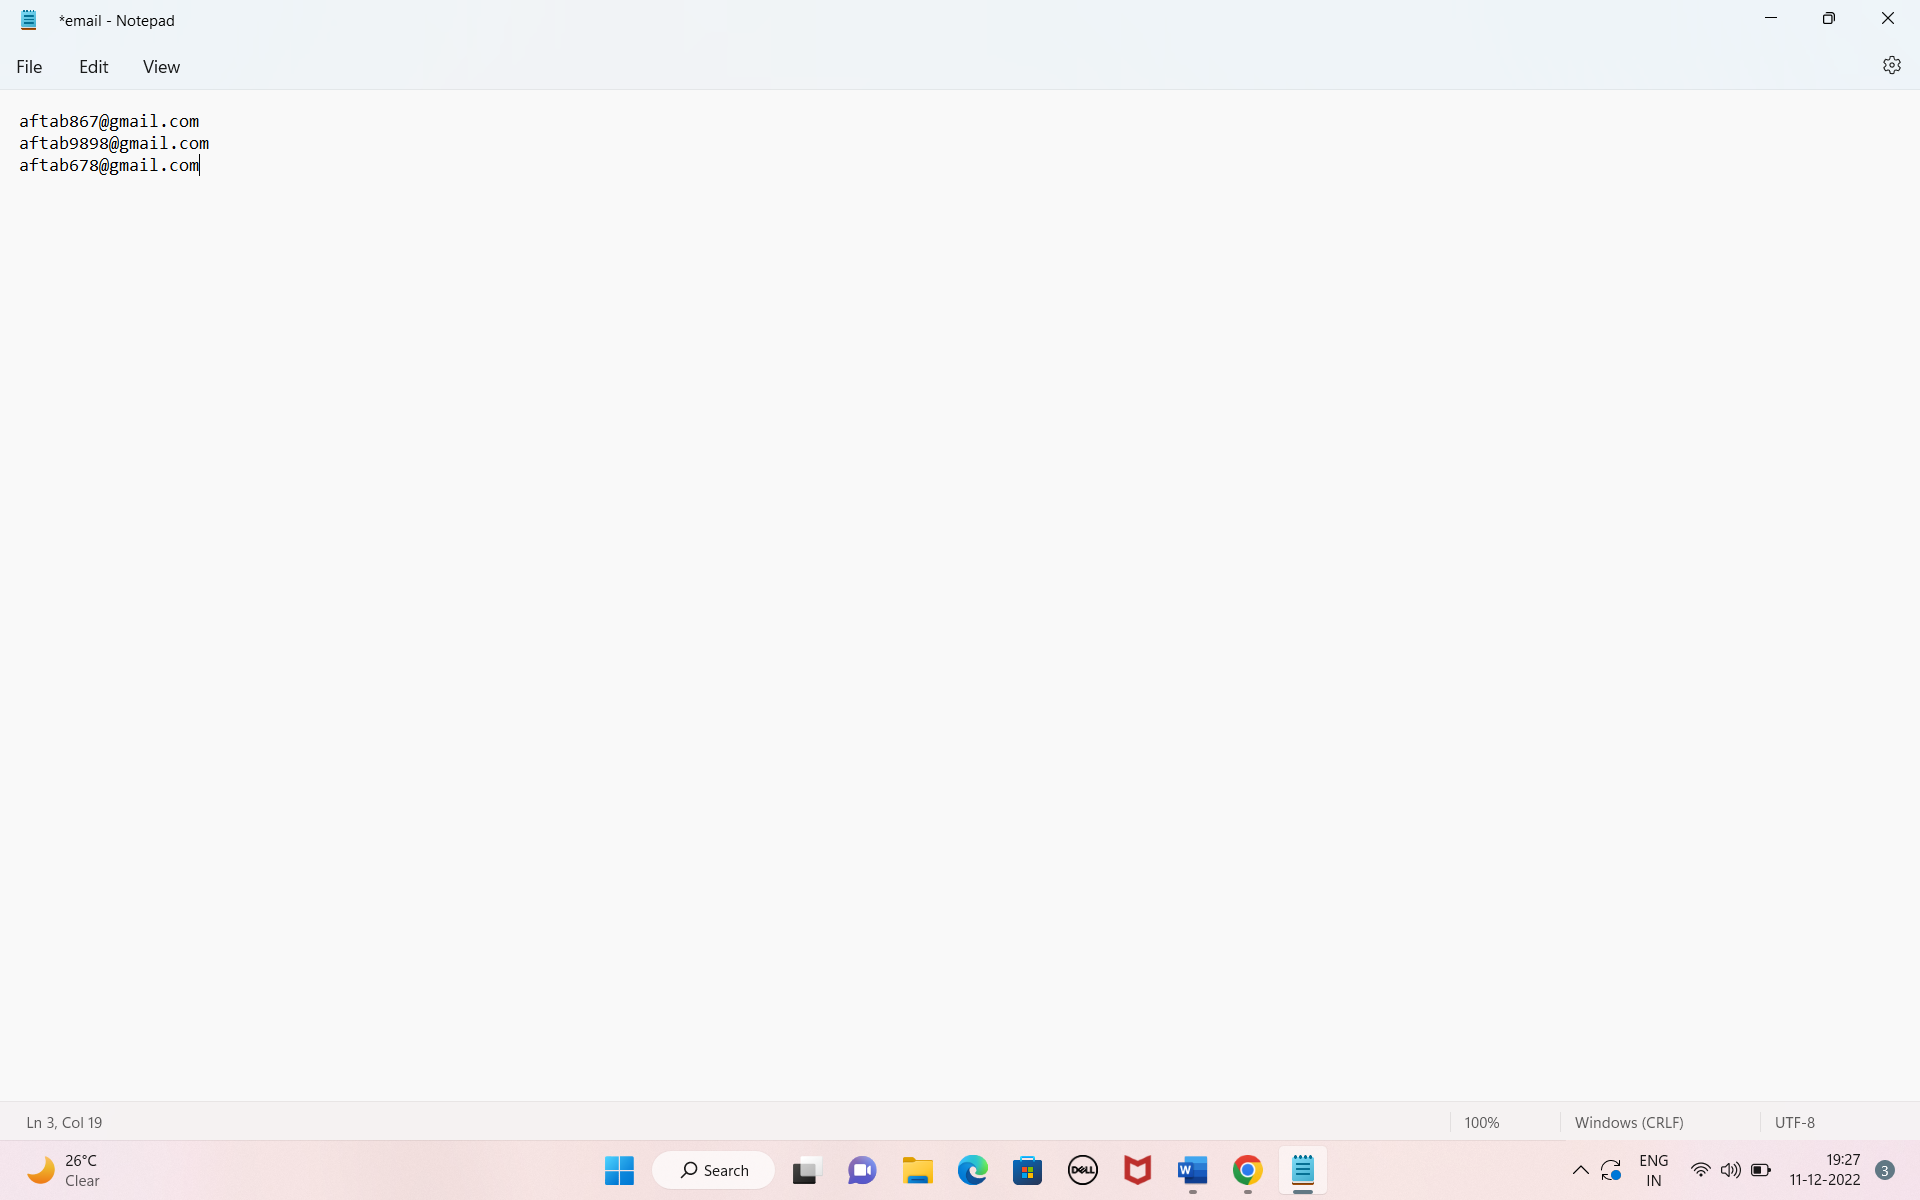 *email - Notepad
File Edit View
aftab867@gmail.com
aftab9898@gmail.com
aftab678@gmail.com
Ln 3, Col 19 100% Windows (CRLF) UTF-8
26°C
Clear
Search
DELL
W
ENG
IN
19:27
11-12-2022
3